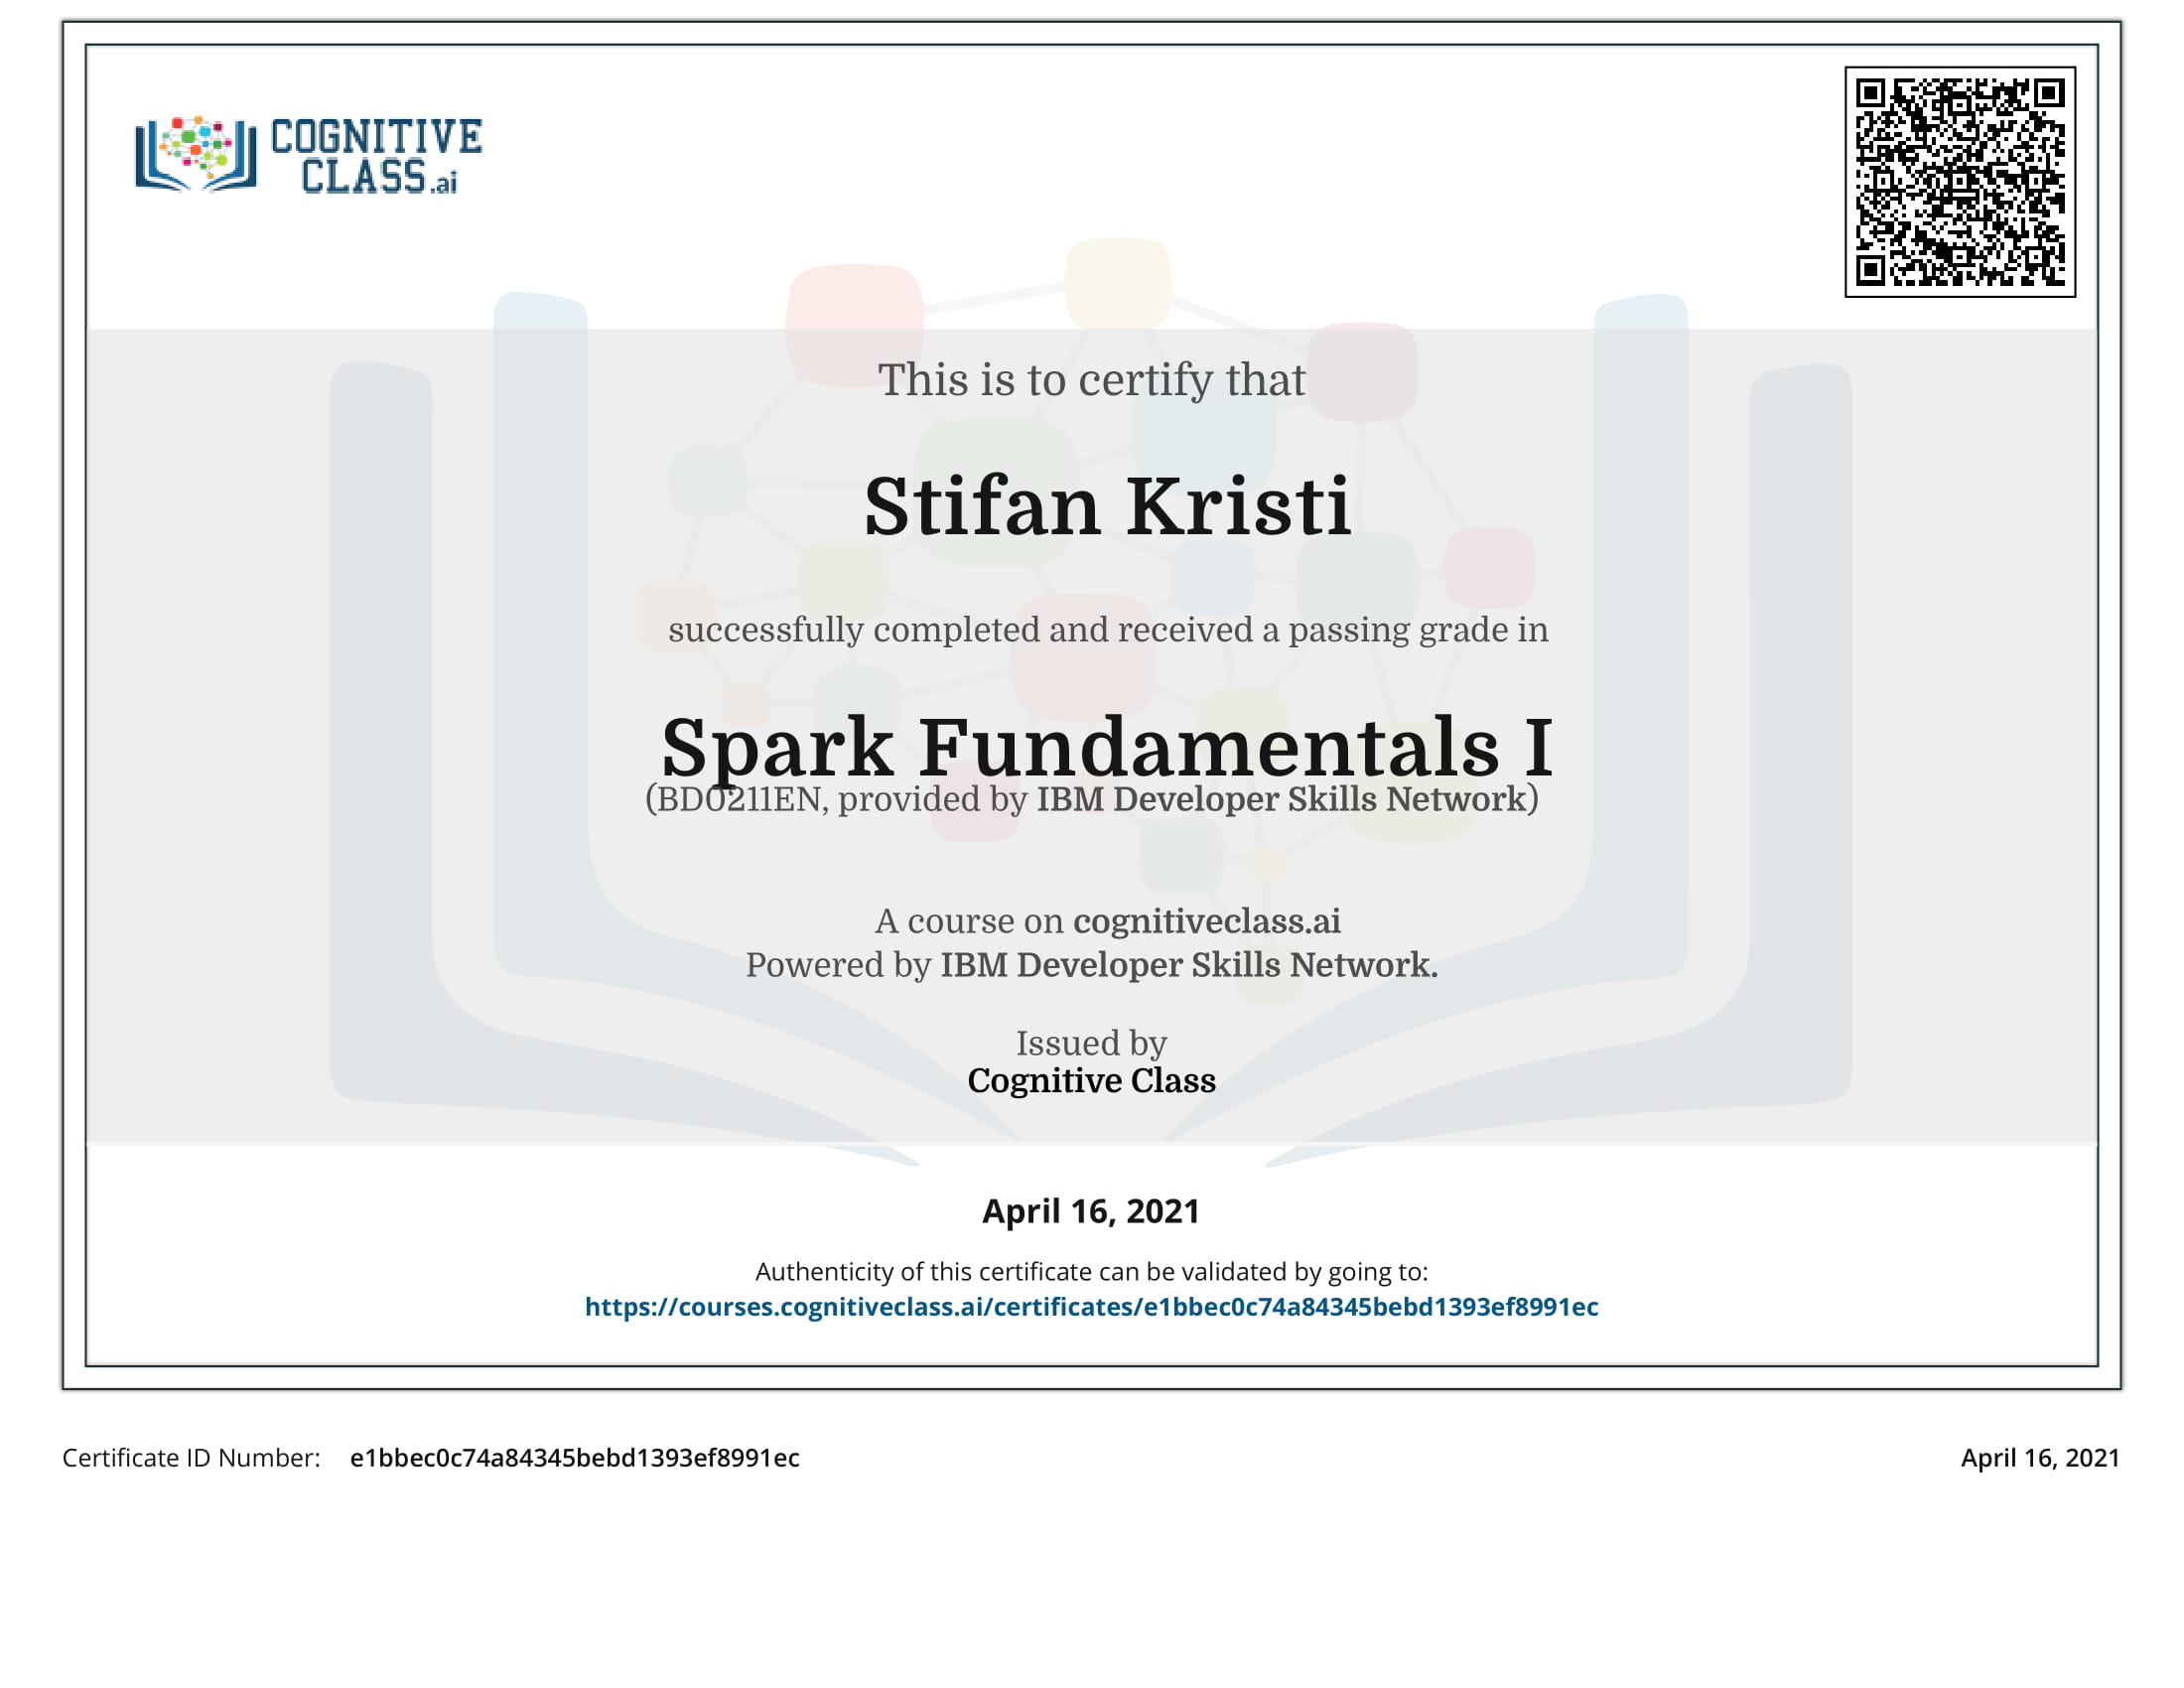 COGNITIVE
CLASS.ai
This is to certify that
Stifan Kristi
successfully completed and received a passing grade in
Spark Fundamentals I
(BD0211EN, provided by IBM Developer Skills Network)
A course on cognitiveclass.ai
Powered by IBM Developer Skills Network.
Issued by
Cognitive Class
April 16, 2021
Authenticity of this certificate can be validated by going to:
https://courses.cognitiveclass.ai/certificates/e1bbec0c74a84345bebd1393ef8991ec
Certificate ID Number: e1bbec0c74a84345bebd1393ef8991ec
April 16, 2021